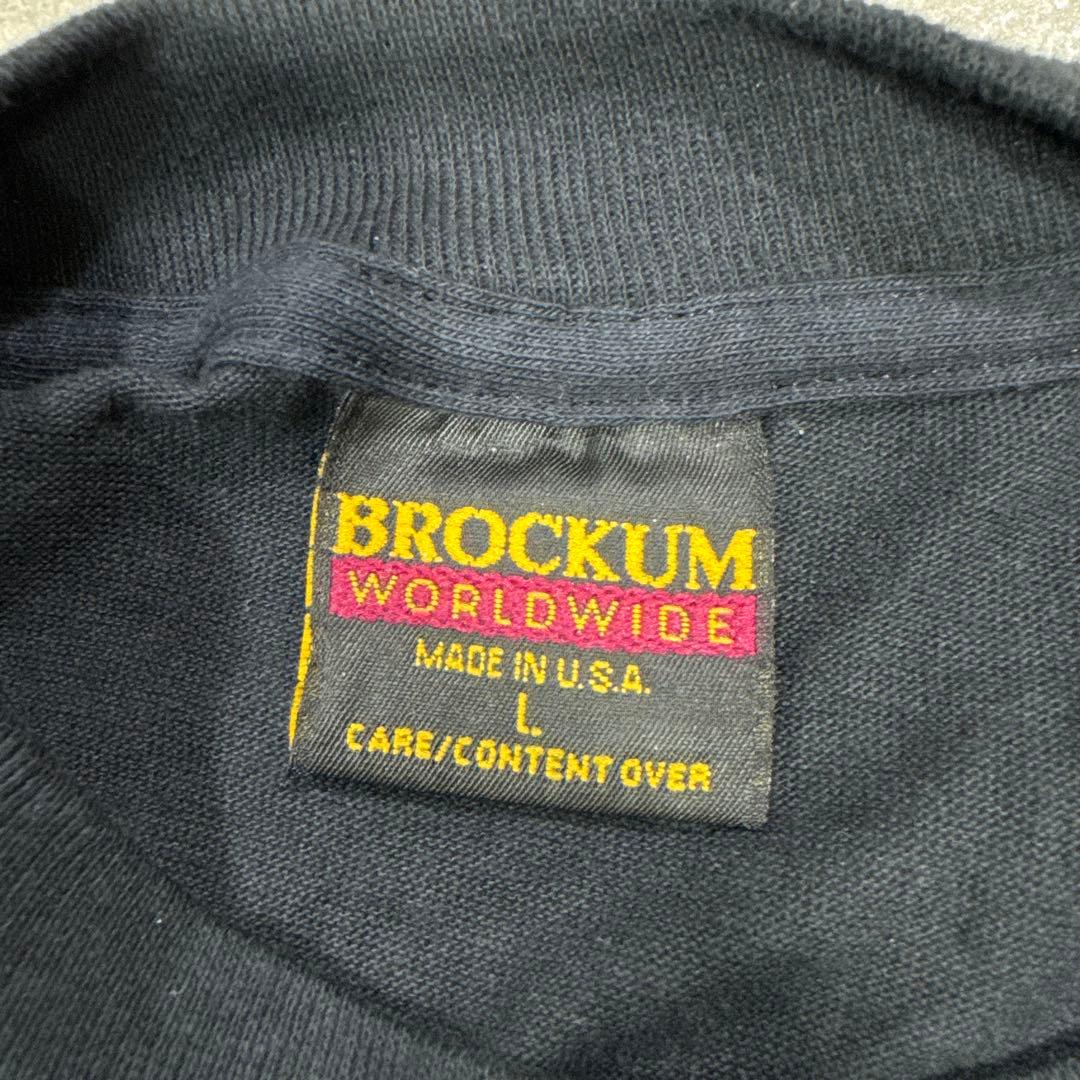 BROCKUM
WORLDWIDE
MADE IN U.S.A.
L.
CARE/CONTENT OVER